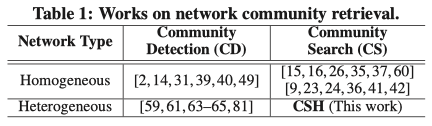 Table 1: Works on network community retrieval.
Network Type Community Detection (CD) Community Search (CS)
Homogeneous [2,14,31,39,40,49] [15,16,26,35,37,60]
[9,23,24,36,41,42]
Heterogeneous [59,61,63–65,81] CSH (This work)